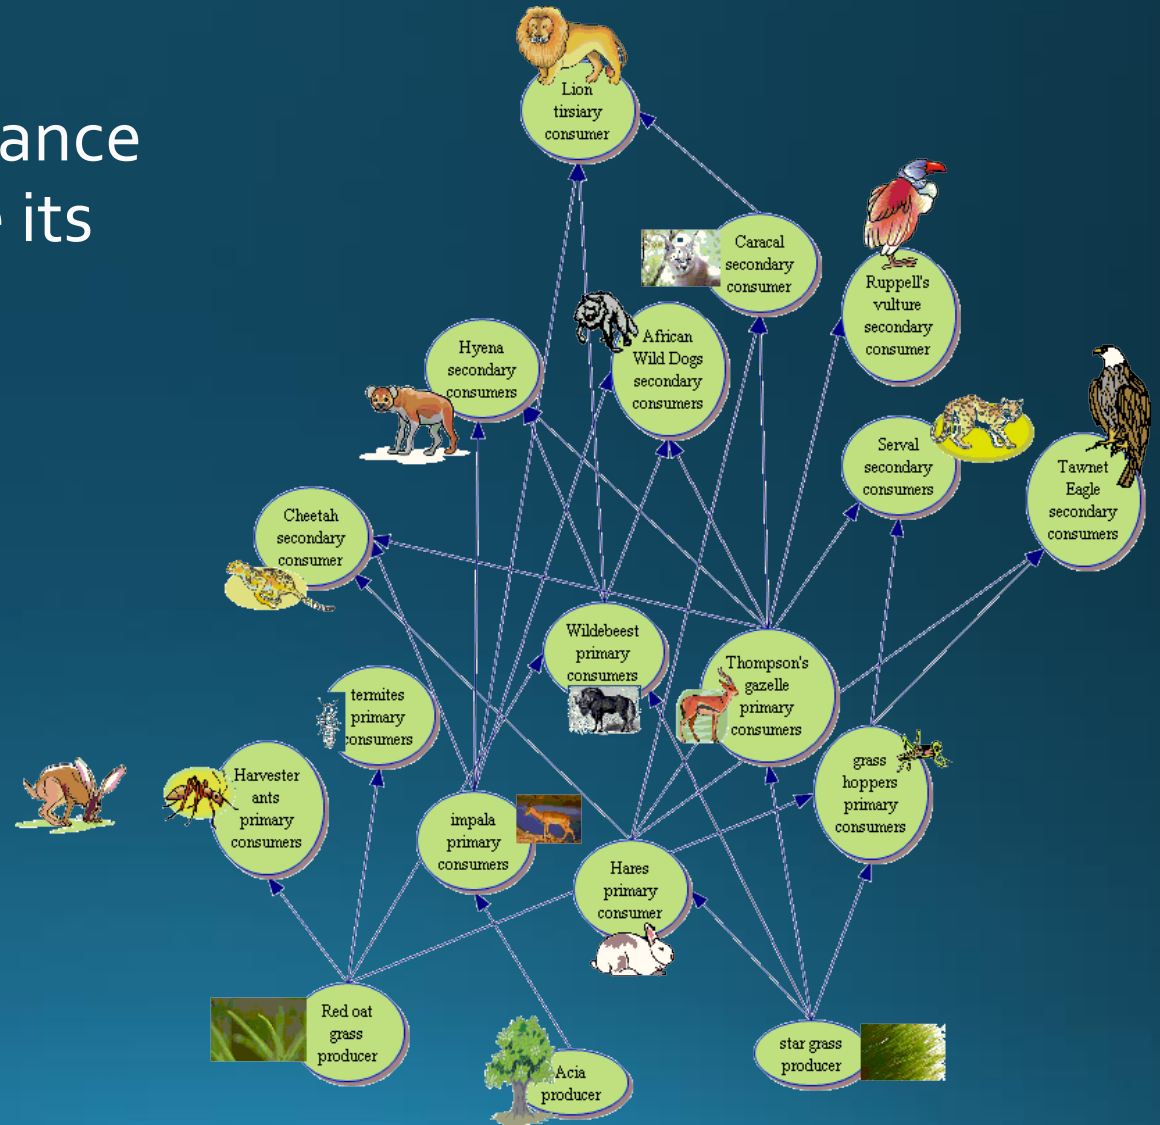 ance
e its
Lion
tirsiary
consumer
Caracal
secondary
consumer
Ruppell's
vulture
secondary
consumer
African
Wild Dogs
secondary
consumers
Hyena
secondary
consumers
Serval
secondary
consumers
Tawnet
Eagle
secondary
consumers
Cheetah
secondary
consumer
Wildebeest
primary
consumers
Thompson's
gazelle
primary
consumers
termites
primary
consumers
Harvester
ants
primary
consumers
impala
primary
consumers
grass
hoppers
primary
consumers
Hares
primary
consumer
Red oat
grass
producer
Acia
producer
star grass
producer